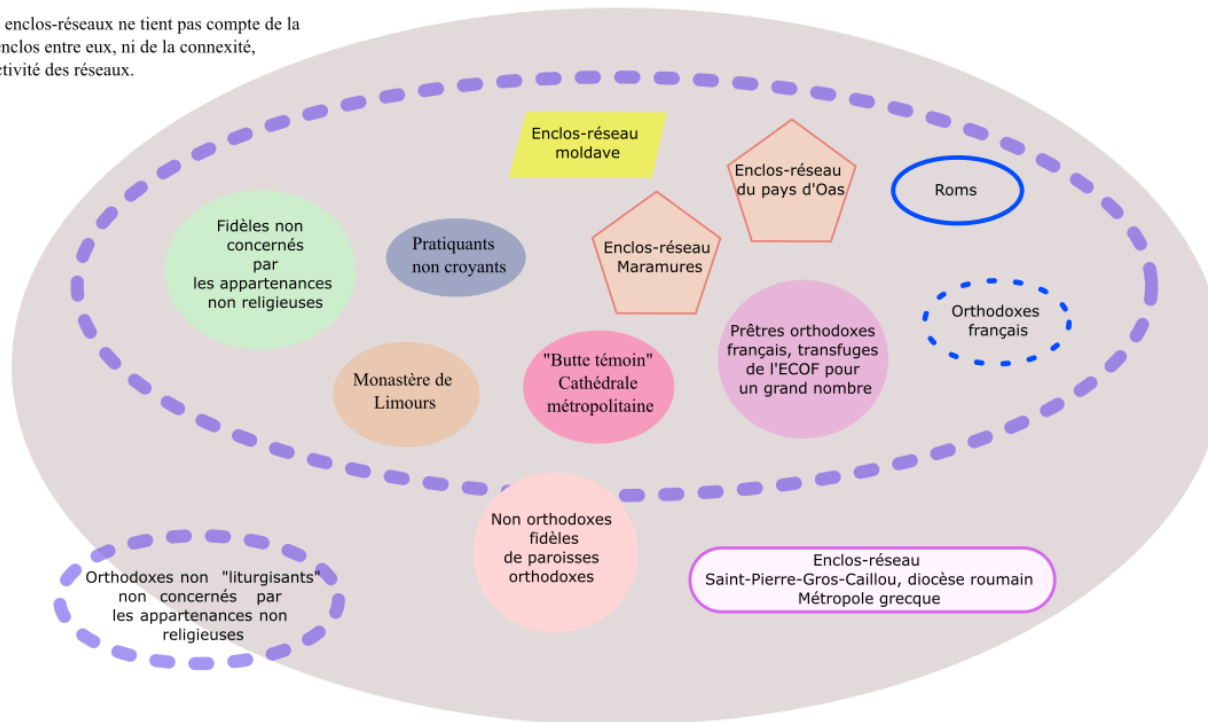 enclos-réseaux ne tient pas compte de la
enclos entre eux, ni de la connexité,
ctivité des réseaux.
Enclos-réseau
moldave
Enclos-réseau
du pays d'Oas
Roms
Fidèles non
concernés
par
les appartenances
non religieuses
Pratiquants
non croyants
Enclos-réseau
Maramures
Orthodoxes
français
Prêtres orthodoxes
français, transfuges
de l'ECOF pour
un grand nombre
Monastère de
Limours
"Butte témoin"
Cathédrale
métropolitaine
Non orthodoxes
fidèles
de paroisses
orthodoxes
Enclos-réseau
Saint-Pierre-Gros-Caillou, diocèse roumain
Métropole grecque
Orthodoxes non "liturgisants"
non concernés par
les appartenances non
religieuses